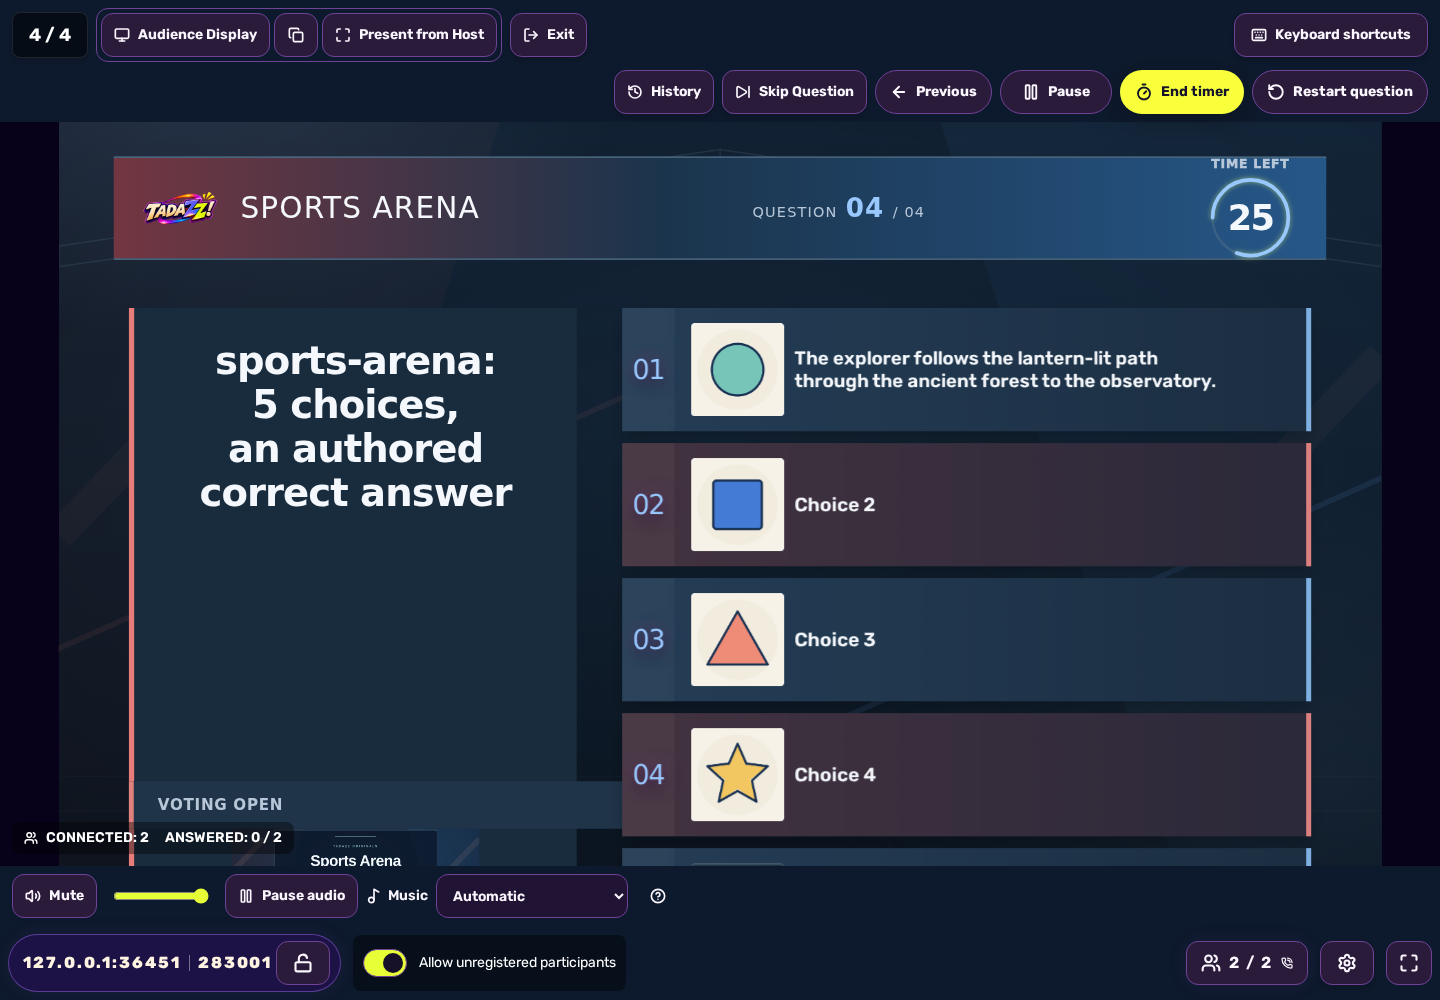 4 / 4
Audience Display
Present from Host
Exit
Keyboard shortcuts
History
Skip Question
Previous
Pause
End timer
Restart question
TADAZZ!
SPORTS ARENA
QUESTION 04 / 04
TIME LEFT
25
sports-arena:
5 choices,
an authored
correct answer
01
The explorer follows the lantern-lit path
through the ancient forest to the observatory.
02
Choice 2
03
Choice 3
04
Choice 4
VOTING OPEN
CONNECTED: 2 ANSWERED: 0 / 2
Sports Arena
Mute
Pause audio
Music
Automatic
127.0.0.1:36451 283001
Allow unregistered participants
2 / 2